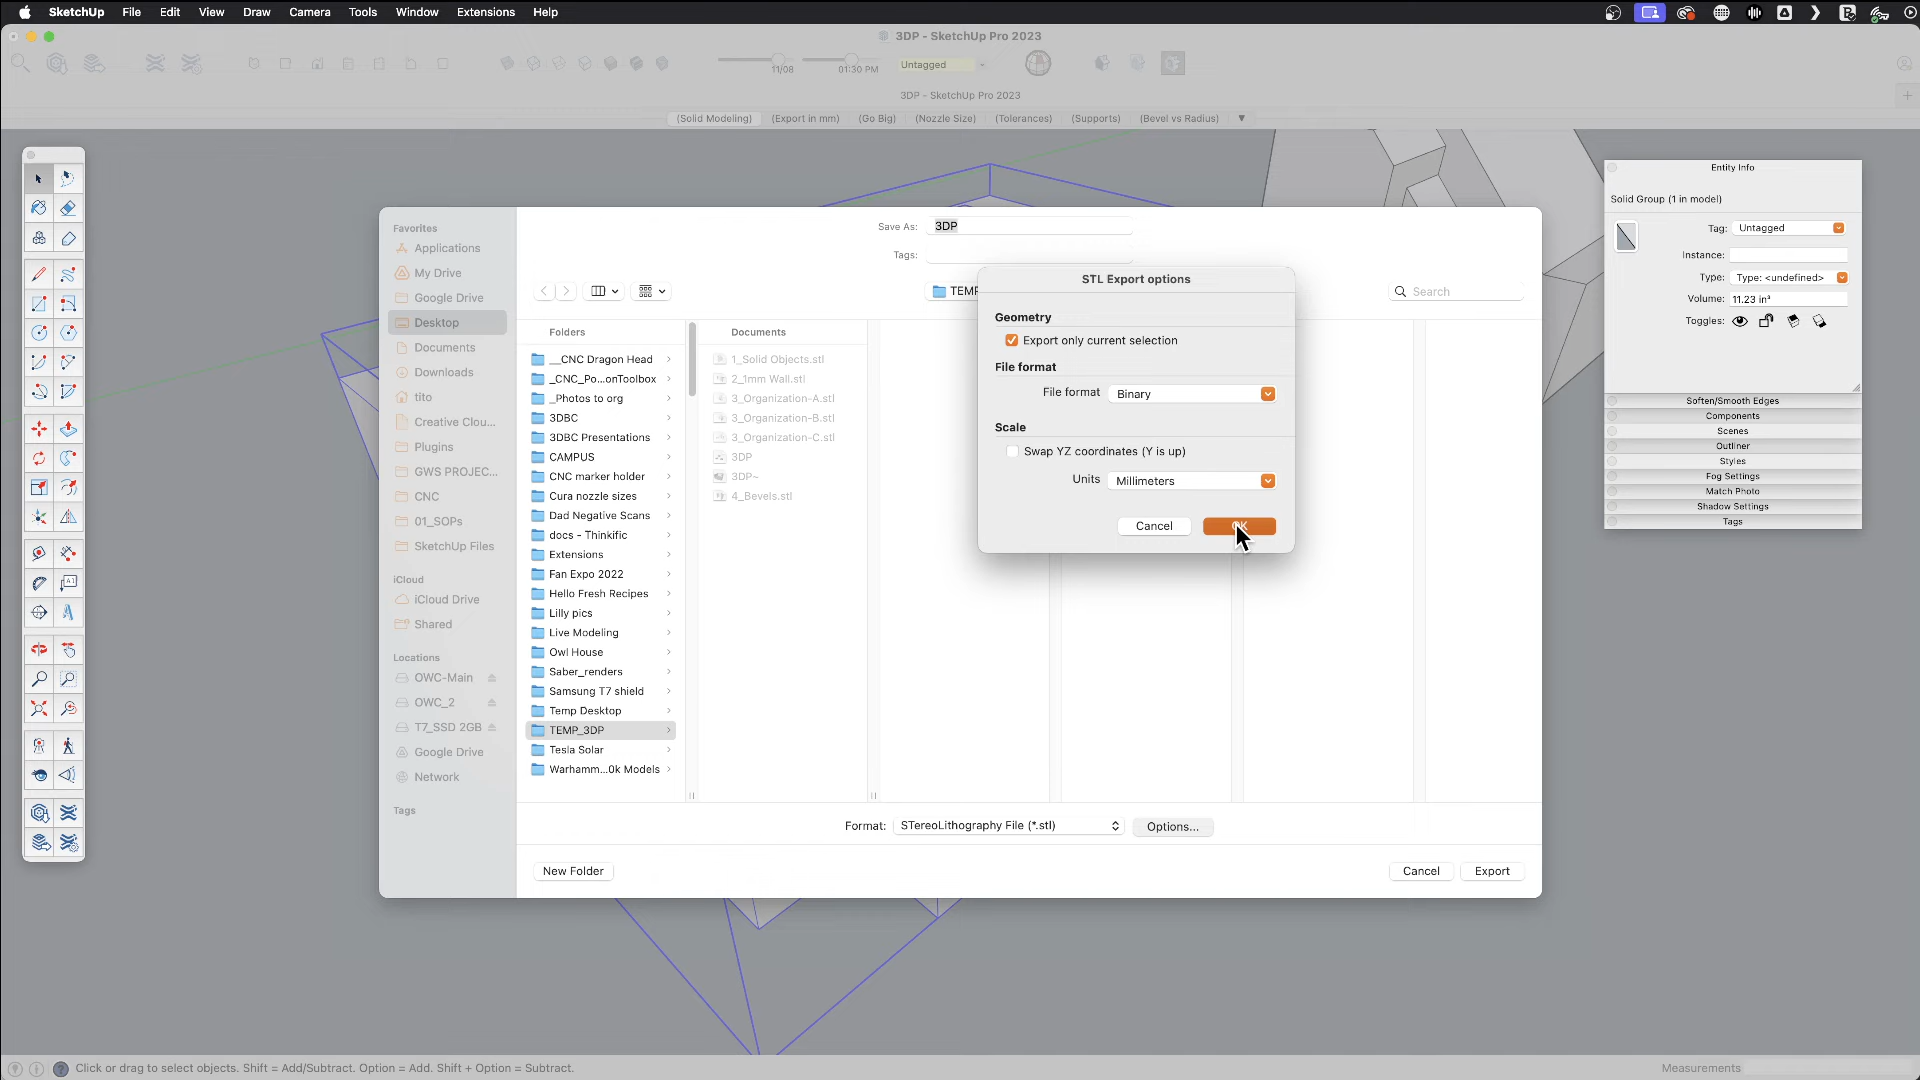 SketchUp File Edit View Draw Camera Tools Window Extensions Help
3DP - SketchUp Pro 2023
11/08
01:30 PM
Untagged
3DP - SketchUp Pro 2023
(Solid Modeling) (Export in mm) (Go Big) (Nozzle Size) (Tolerances) (Supports) (Bevel vs Radius)
Favorites
Applications
My Drive
Google Drive
Desktop
Documents
Downloads
tito
Creative Clou...
Plugins
GWS PROJEC...
CNC
01_SOPs
SketchUp Files
iCloud
iCloud Drive
Shared
Locations
OWC-Main
OWC_2
T7_SSD 2GB
Google Drive
Network
Tags
Save As: 3DP
Tags:
TEMP
Search
Folders
__CNC Dragon Head
_CNC_Po...onToolbox
_Photos to org
3DBC
3DBC Presentations
CAMPUS
CNC marker holder
Cura nozzle sizes
Dad Negative Scans
docs - Thinkific
Extensions
Fan Expo 2022
Hello Fresh Recipes
Lilly pics
Live Modeling
Owl House
Saber_renders
Samsung T7 shield
Temp Desktop
TEMP_3DP
Tesla Solar
Warhamm...0k Models
Documents
1_Solid Objects.stl
2_1mm Wall.stl
3_Organization-A.stl
3_Organization-B.stl
3_Organization-C.stl
3DP
3DP~
4_Bevels.stl
STL Export options
Geometry
Export only current selection
File format
File format Binary
Scale
Swap YZ coordinates (Y is up)
Units Millimeters
Cancel OK
Format: STereoLithography File (*.stl) Options...
New Folder
Cancel Export
Entity Info
Solid Group (1 in model)
Tag: Untagged
Instance:
Type: Type: <undefined>
Volume: 11.23 in³
Toggles:
Soften/Smooth Edges
Components
Scenes
Outliner
Styles
Fog Settings
Match Photo
Shadow Settings
Tags
Click or drag to select objects. Shift = Add/Subtract. Option = Add. Shift + Option = Subtract.
Measurements